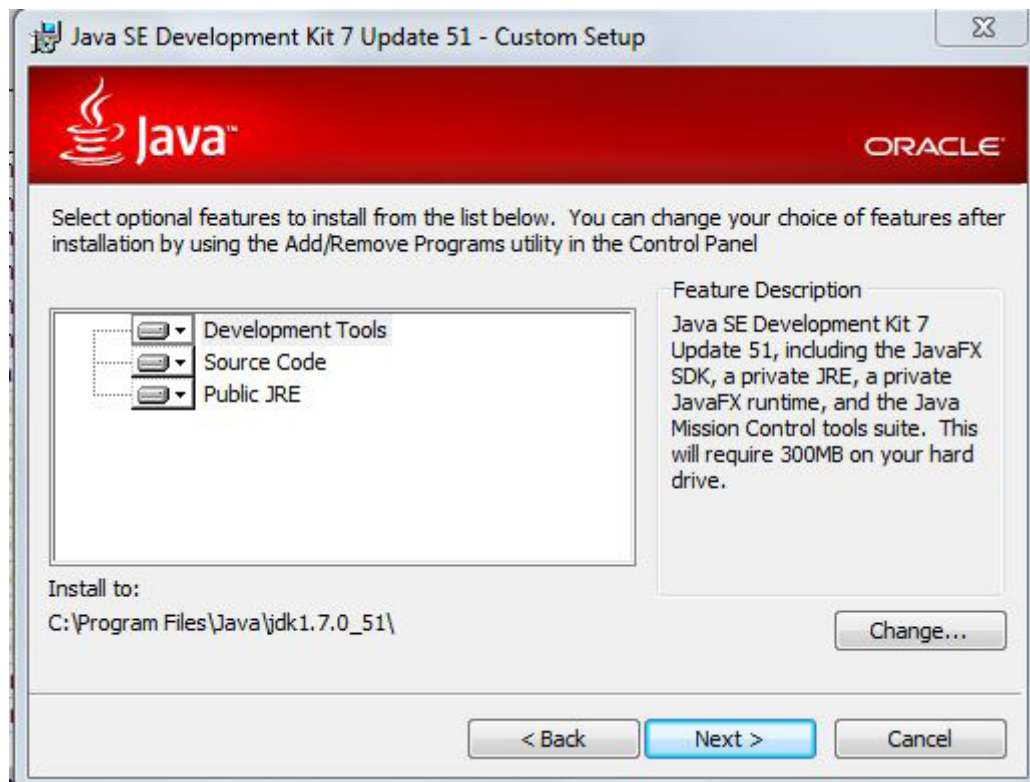 Java SE Development Kit 7 Update 51 - Custom Setup
Java™
ORACLE
Select optional features to install from the list below.  You can change your choice of features after
installation by using the Add/Remove Programs utility in the Control Panel
Development Tools
Source Code
Public JRE
Feature Description
Java SE Development Kit 7
Update 51, including the JavaFX
SDK, a private JRE, a private
JavaFX runtime, and the Java
Mission Control tools suite.  This
will require 300MB on your hard
drive.
Install to:
C:\Program Files\Java\jdk1.7.0_51\
Change...
< Back
Next >
Cancel